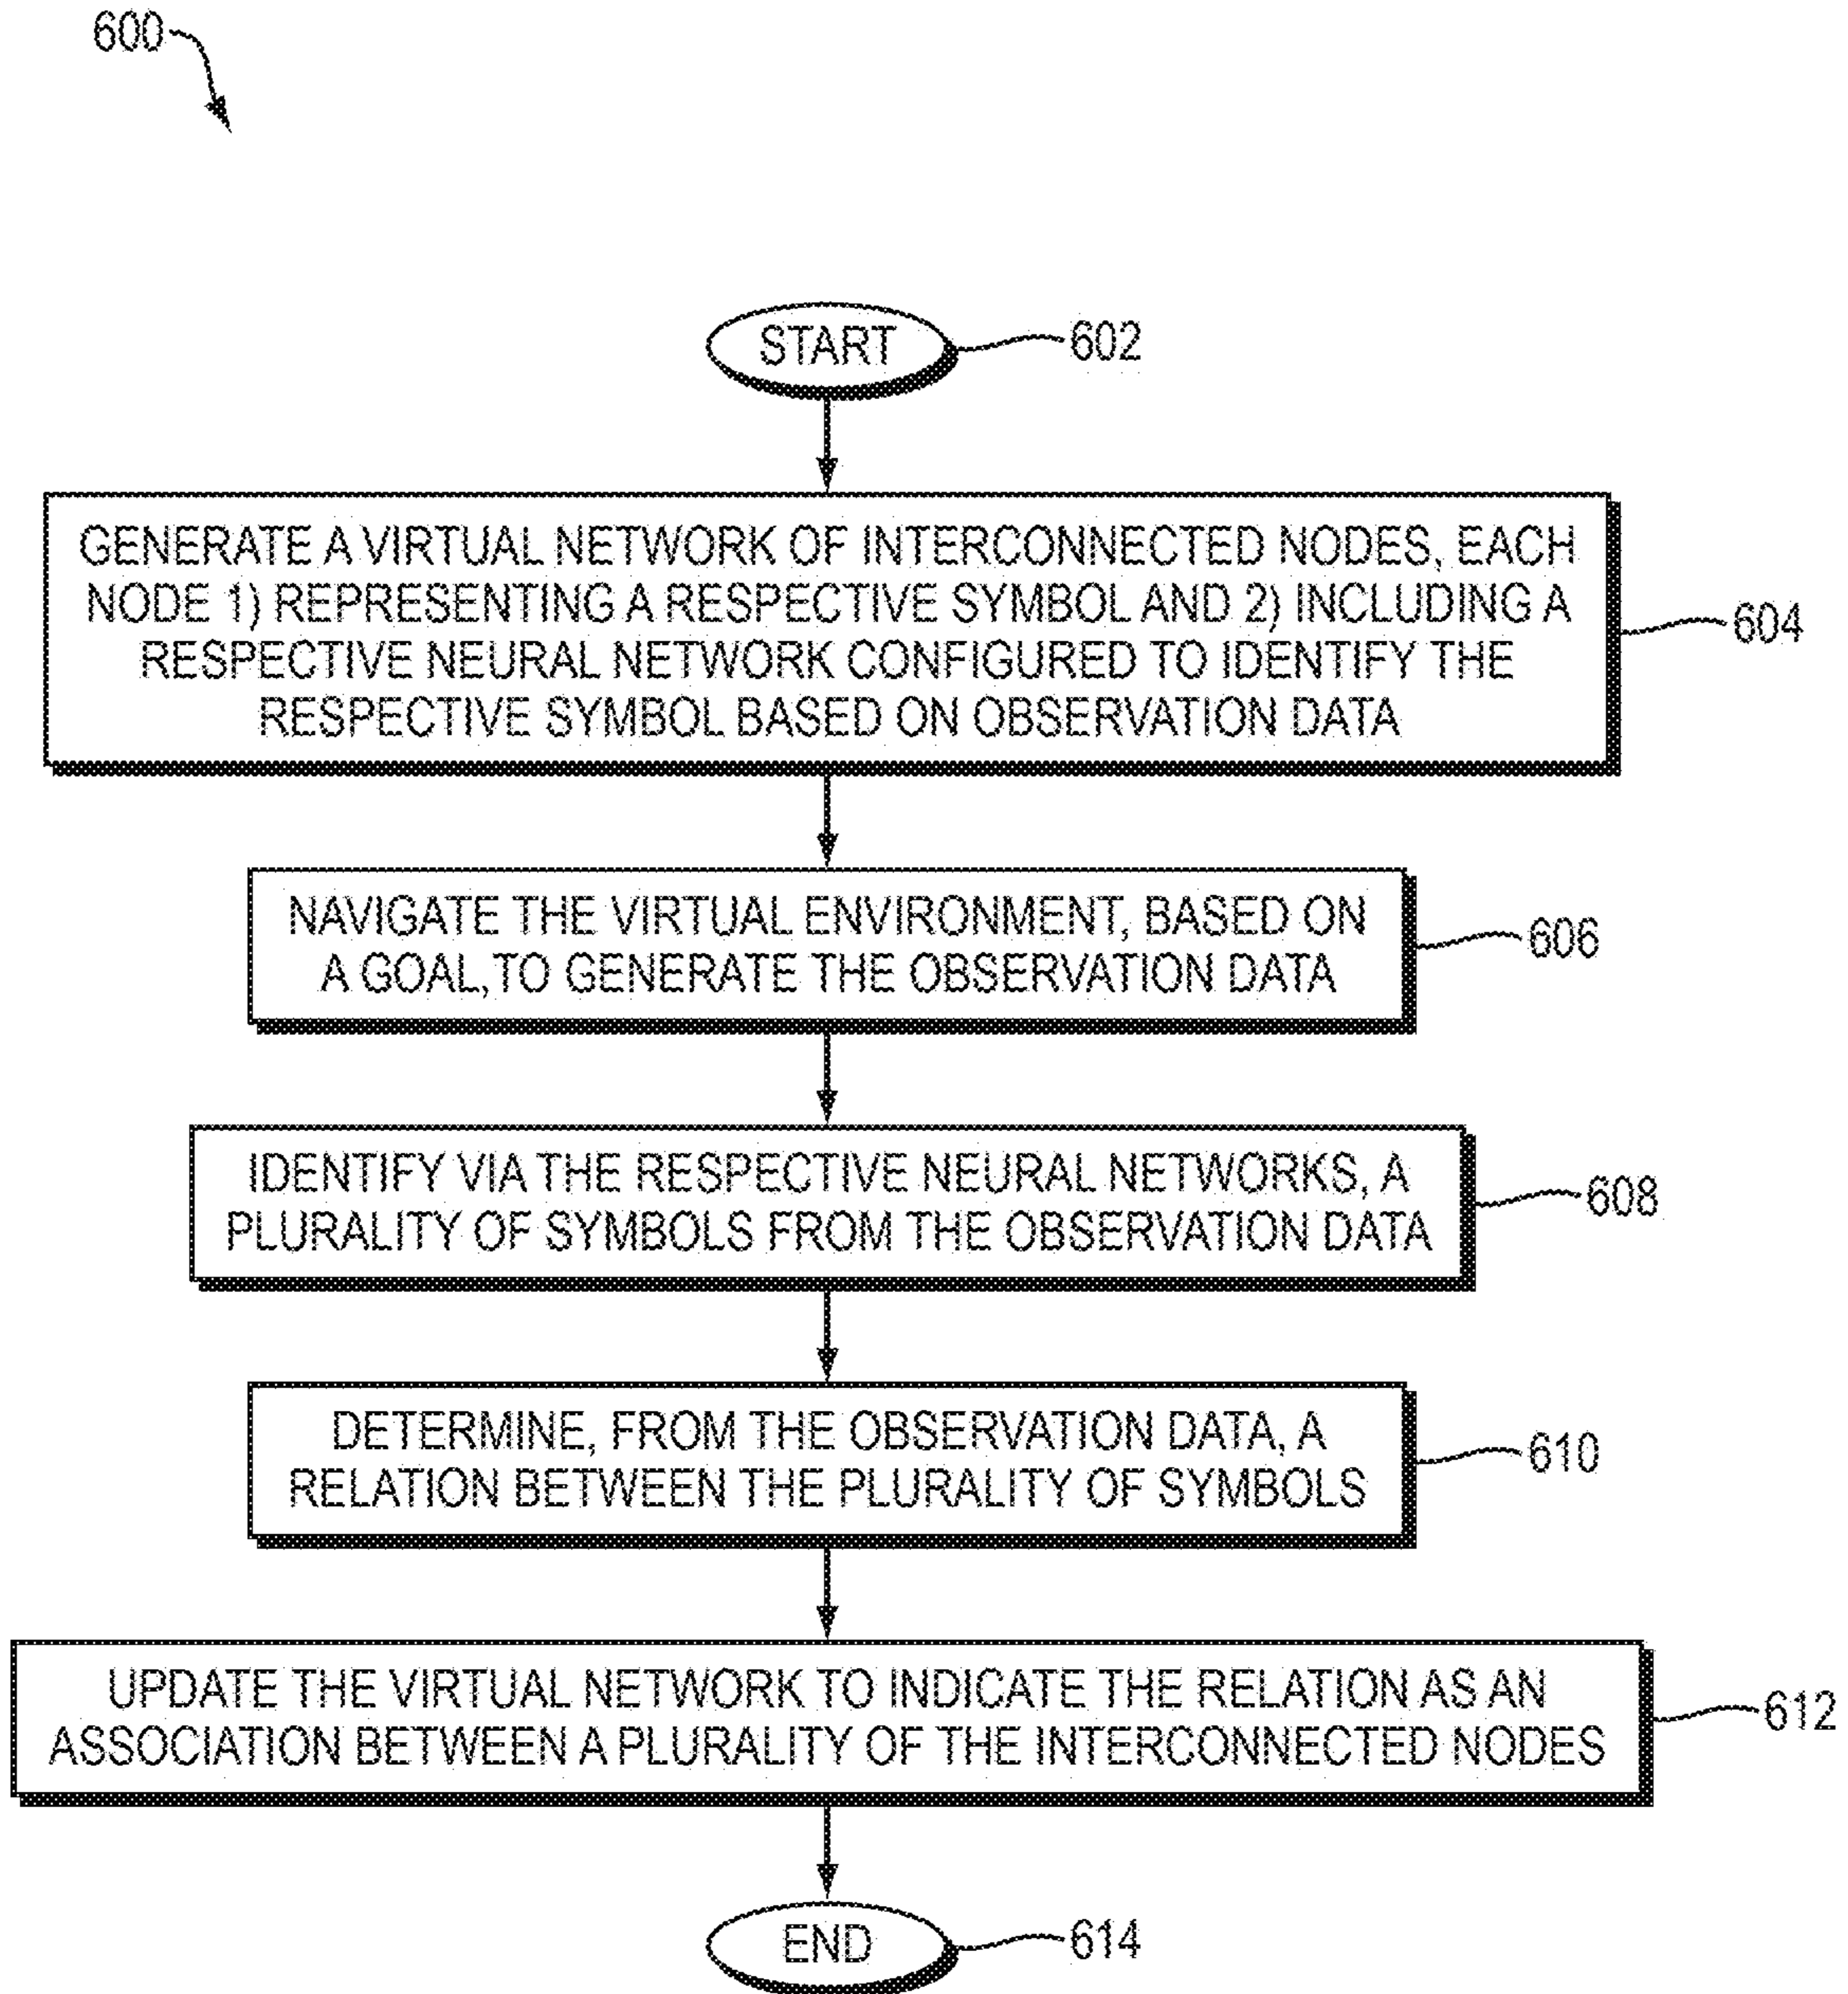 600
START
602
GENERATE A VIRTUAL NETWORK OF INTERCONNECTED NODES, EACH
NODE 1) REPRESENTING A RESPECTIVE SYMBOL AND 2) INCLUDING A
RESPECTIVE NEURAL NETWORK CONFIGURED TO IDENTIFY THE
RESPECTIVE SYMBOL BASED ON OBSERVATION DATA
604
NAVIGATE THE VIRTUAL ENVIRONMENT, BASED ON
A GOAL, TO GENERATE THE OBSERVATION DATA
606
IDENTIFY VIA THE RESPECTIVE NEURAL NETWORKS, A
PLURALITY OF SYMBOLS FROM THE OBSERVATION DATA
608
DETERMINE, FROM THE OBSERVATION DATA, A
RELATION BETWEEN THE PLURALITY OF SYMBOLS
610
UPDATE THE VIRTUAL NETWORK TO INDICATE THE RELATION AS AN
ASSOCIATION BETWEEN A PLURALITY OF THE INTERCONNECTED NODES
612
END
614